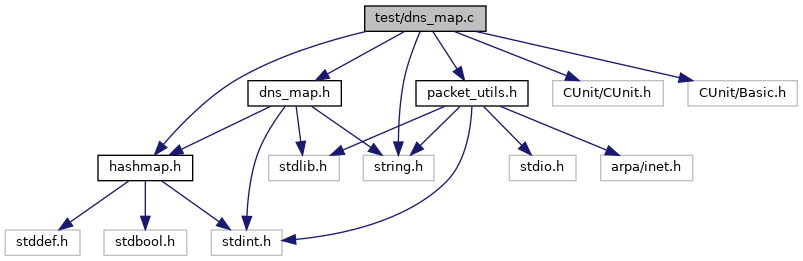 test/dns_map.c
dns_map.h
packet_utils.h
CUnit/CUnit.h
CUnit/Basic.h
hashmap.h
stdlib.h
string.h
stdio.h
arpa/inet.h
stddef.h
stdbool.h
stdint.h